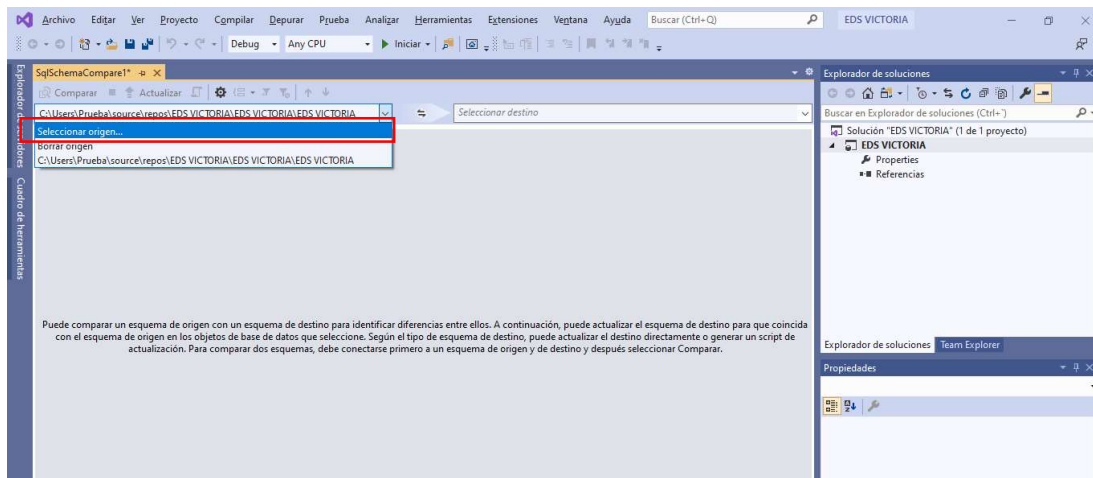 Archivo Editar Ver Proyecto Compilar Depurar Prueba Analizar Herramientas Extensiones Ventana Ayuda Buscar (Ctrl+Q) EDS VICTORIA
Debug Any CPU Iniciar
SqlSchemaCompare1*
Comparar Actualizar
C:\Users\Prueba\source\repos\EDS VICTORIA\EDS VICTORIA\EDS VICTORIA
Seleccionar destino
Seleccionar origen...
Borrar origen
C:\Users\Prueba\source\repos\EDS VICTORIA\EDS VICTORIA\EDS VICTORIA
Puede comparar un esquema de origen con un esquema de destino para identificar diferencias entre ellos. A continuación, puede actualizar el esquema de destino para que coincida
con el esquema de origen en los objetos de base de datos que seleccione. Según el tipo de esquema de destino, puede actualizar el destino directamente o generar un script de
actualización. Para comparar dos esquemas, debe conectarse primero a un esquema de origen y de destino y después seleccionar Comparar.
Cuadro de herramientas
Explorador de soluciones
Buscar en Explorador de soluciones (Ctrl+´)
Solución "EDS VICTORIA" (1 de 1 proyecto)
EDS VICTORIA
Properties
Referencias
Explorador de soluciones Team Explorer
Propiedades